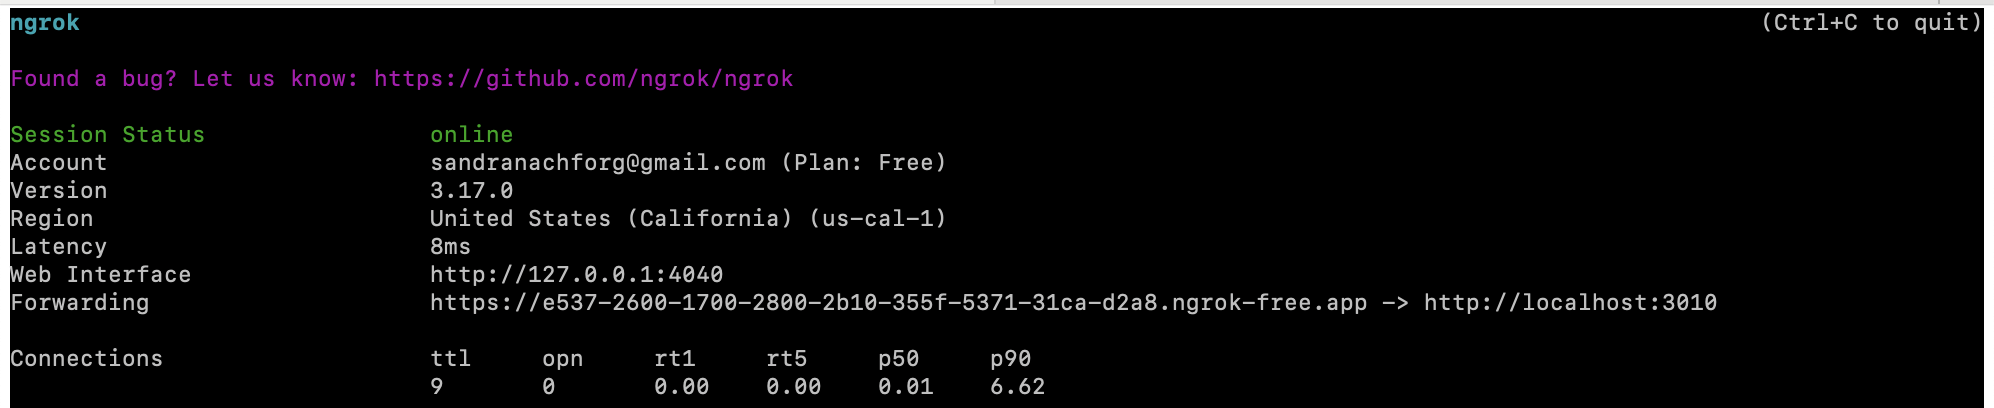 ngrok (Ctrl+C to quit)
Found a bug? Let us know: https://github.com/ngrok/ngrok
Session Status online
Account sandranachforg@gmail.com (Plan: Free)
Version 3.17.0
Region United States (California) (us-cal-1)
Latency 8ms
Web Interface http://127.0.0.1:4040
Forwarding https://e537-2600-1700-2800-2b10-355f-5371-31ca-d2a8.ngrok-free.app -> http://localhost:3010
Connections ttl opn rt1 rt5 p50 p90
9 0 0.00 0.00 0.01 6.62